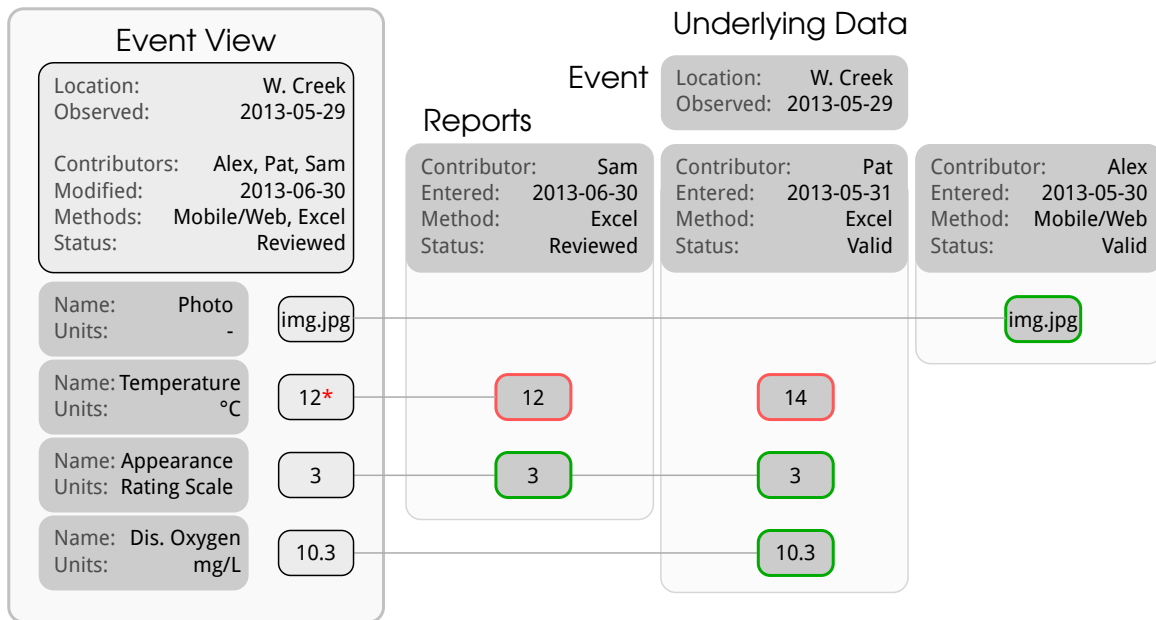 Event View
Location: W. Creek
Observed: 2013-05-29
Contributors: Alex, Pat, Sam
Modified: 2013-06-30
Methods: Mobile/Web, Excel
Status: Reviewed
Name: Photo
Units: -
img.jpg
Name: Temperature
Units: °C
12*
Name: Appearance
Units: Rating Scale
3
Name: Dis. Oxygen
Units: mg/L
10.3
Underlying Data
Event
Location: W. Creek
Observed: 2013-05-29
Reports
Contributor: Sam
Entered: 2013-06-30
Method: Excel
Status: Reviewed
12
3
Contributor: Pat
Entered: 2013-05-31
Method: Excel
Status: Valid
14
3
10.3
Contributor: Alex
Entered: 2013-05-30
Method: Mobile/Web
Status: Valid
img.jpg